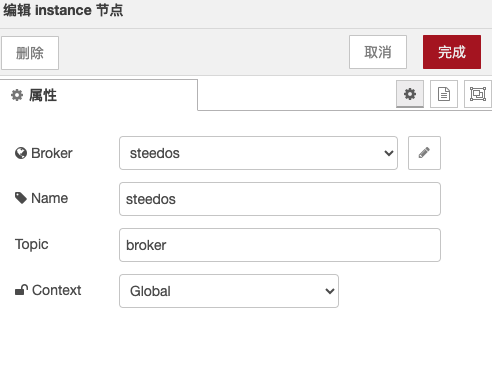 编辑 instance 节点
删除
取消
完成
属性
Broker
steedos
Name
steedos
Topic
broker
Context
Global